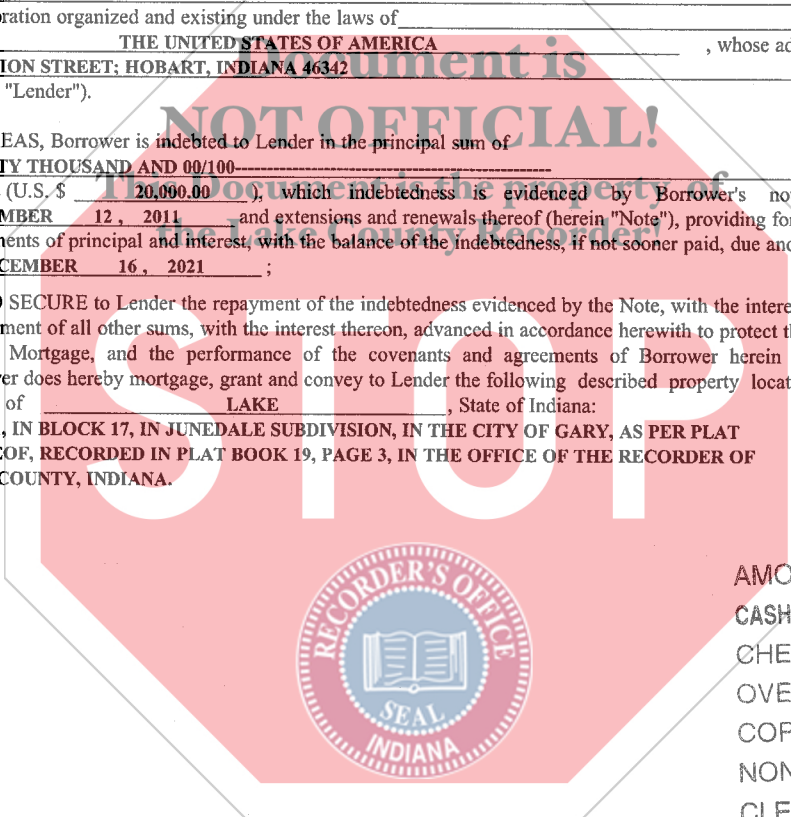 ration organized and existing under the laws of
THE UNITED STATES OF AMERICA , whose ad
ION STREET; HOBART, INDIANA 46342
"Lender").
Document is
NOT OFFICIAL!
This Document is the property of
the Lake County Recorder!
EAS, Borrower is indebted to Lender in the principal sum of
TY THOUSAND AND 00/100
(U.S. $ 20,000.00 ), which indebtedness is evidenced by Borrower's no
MBER 12 , 2011 and extensions and renewals thereof (herein "Note"), providing for
ents of principal and interest, with the balance of the indebtedness, if not sooner paid, due and
CEMBER 16 , 2021 ;
O SECURE to Lender the repayment of the indebtedness evidenced by the Note, with the intere
ment of all other sums, with the interest thereon, advanced in accordance herewith to protect th
Mortgage, and the performance of the covenants and agreements of Borrower herein
er does hereby mortgage, grant and convey to Lender the following described property locat
of LAKE , State of Indiana:
, IN BLOCK 17, IN JUNEDALE SUBDIVISION, IN THE CITY OF GARY, AS PER PLAT
OF, RECORDED IN PLAT BOOK 19, PAGE 3, IN THE OFFICE OF THE RECORDER OF
COUNTY, INDIANA.
STOP
RECORDER'S OFFICE
SEAL
INDIANA
AMO
CASH
CHE
OVE
COP
NON
CLE